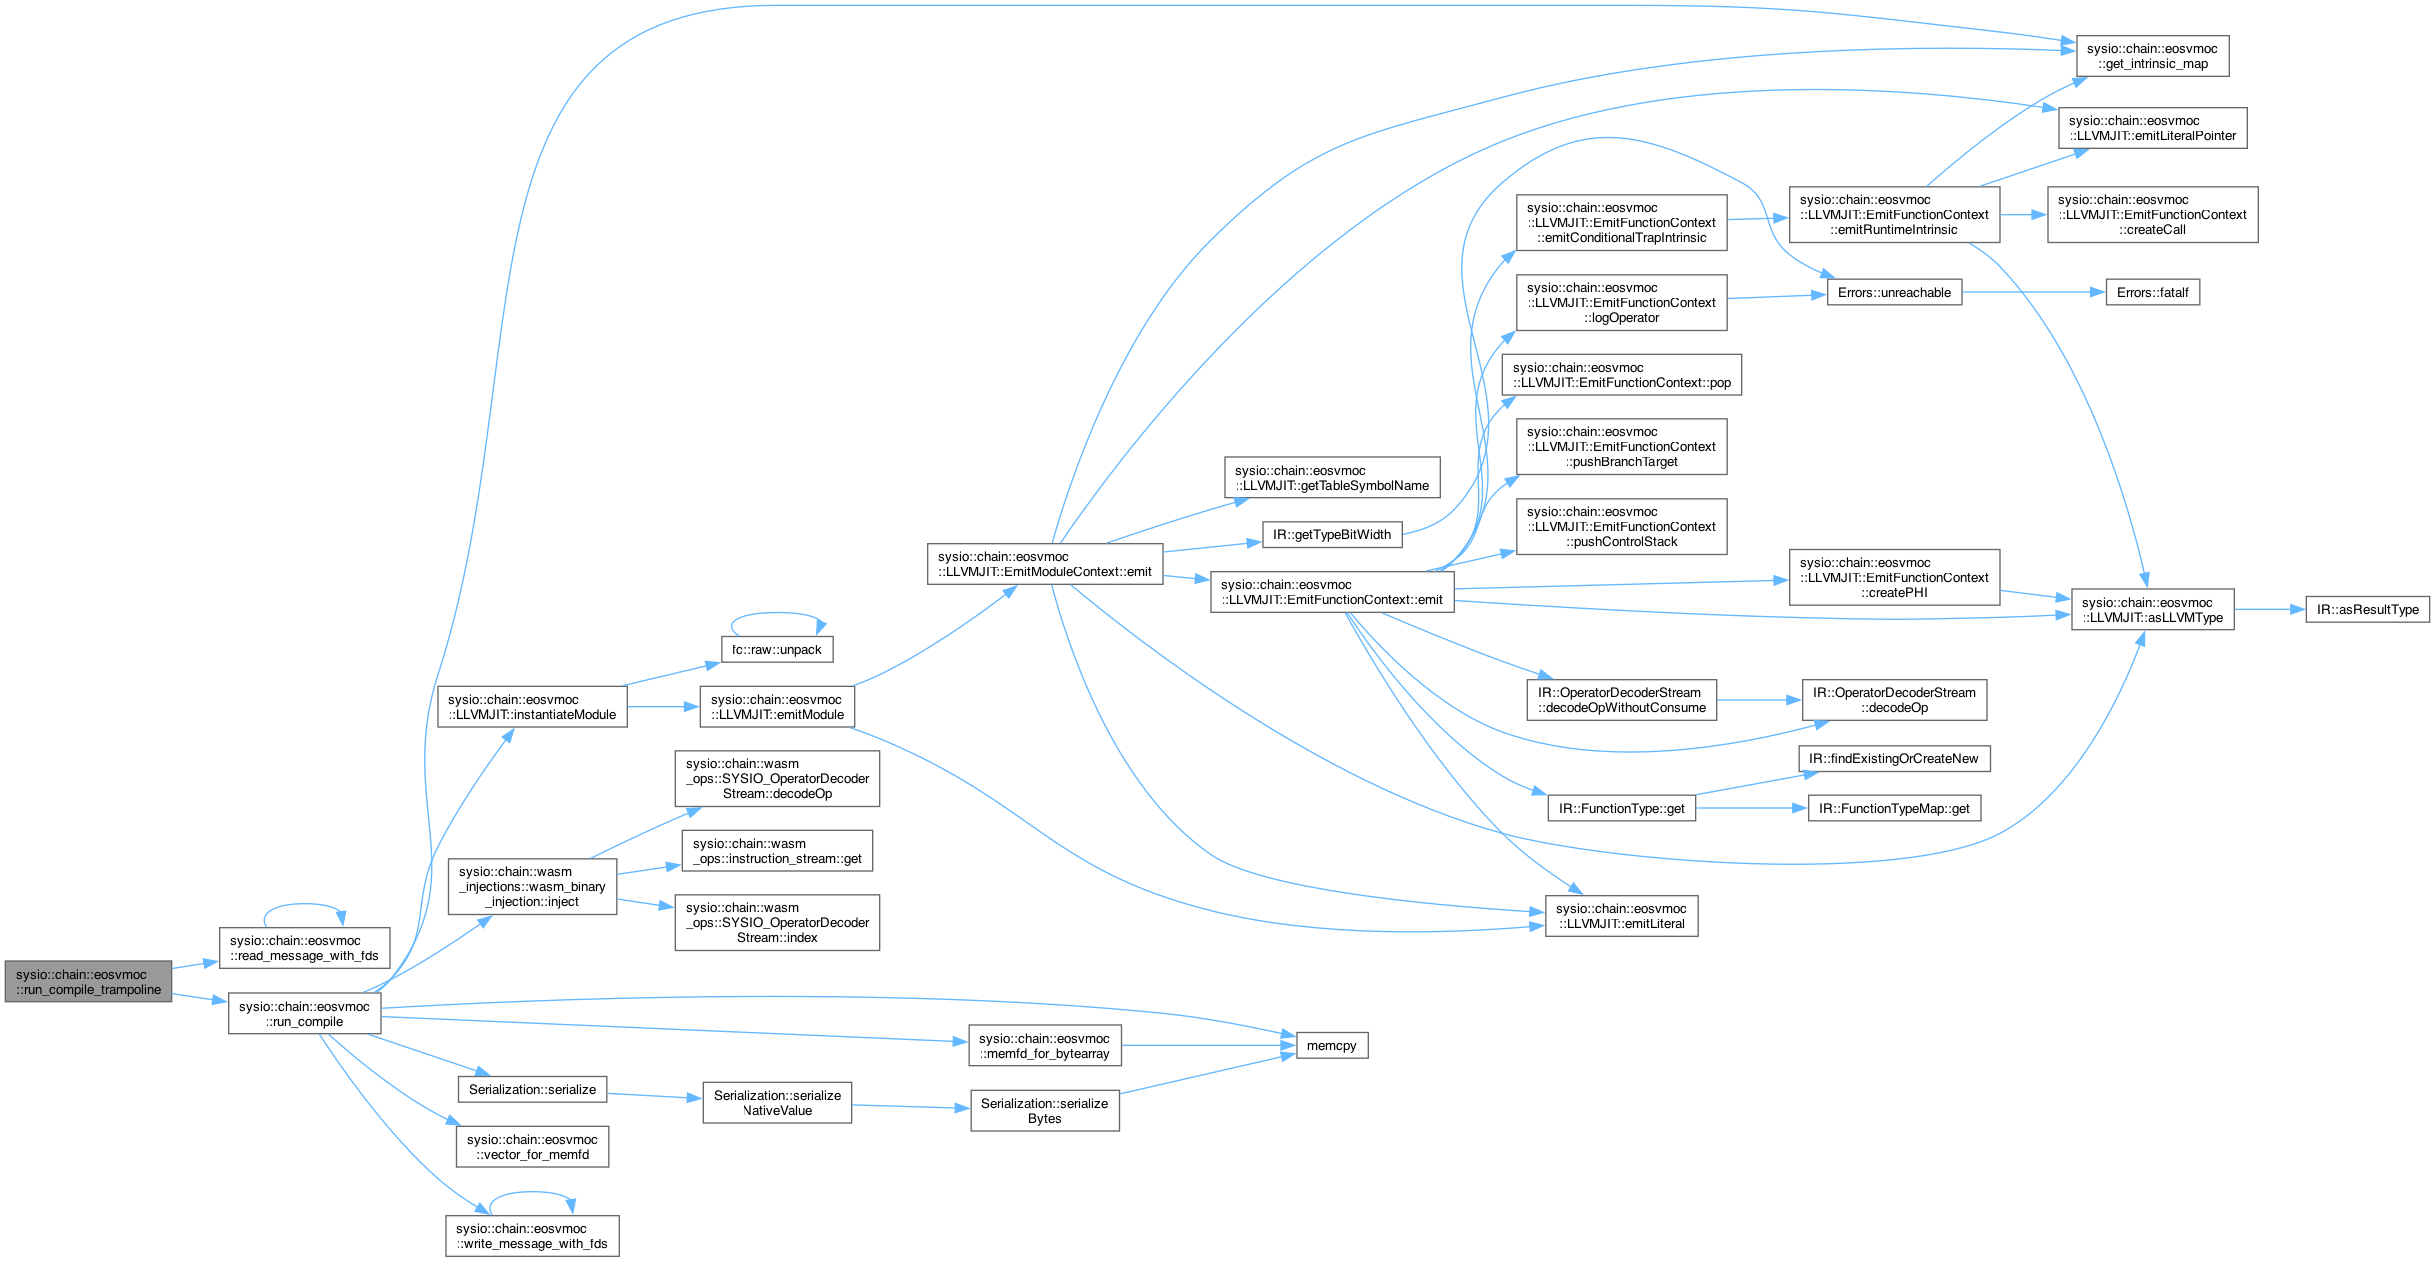 sysio::chain::eosvmoc
::run_compile_trampoline
sysio::chain::eosvmoc
::read_message_with_fds
sysio::chain::eosvmoc
::run_compile
sysio::chain::eosvmoc
::LLVMJIT::instantiateModule
sysio::chain::wasm
_injections::wasm_binary
_injection::inject
Serialization::serialize
sysio::chain::eosvmoc
::vector_for_memfd
sysio::chain::eosvmoc
::write_message_with_fds
fc::raw::unpack
sysio::chain::eosvmoc
::LLVMJIT::emitModule
sysio::chain::wasm
_ops::SYSIO_OperatorDecoder
Stream::decodeOp
sysio::chain::wasm
_ops::instruction_stream::get
sysio::chain::wasm
_ops::SYSIO_OperatorDecoder
Stream::index
Serialization::serialize
NativeValue
sysio::chain::eosvmoc
::LLVMJIT::EmitModuleContext::emit
sysio::chain::eosvmoc
::memfd_for_bytearray
Serialization::serialize
Bytes
sysio::chain::eosvmoc
::LLVMJIT::getTableSymbolName
IR::getTypeBitWidth
sysio::chain::eosvmoc
::LLVMJIT::EmitFunctionContext::emit
memcpy
sysio::chain::eosvmoc
::LLVMJIT::EmitFunctionContext
::emitConditionalTrapIntrinsic
sysio::chain::eosvmoc
::LLVMJIT::EmitFunctionContext
::logOperator
sysio::chain::eosvmoc
::LLVMJIT::EmitFunctionContext::pop
sysio::chain::eosvmoc
::LLVMJIT::EmitFunctionContext
::pushBranchTarget
sysio::chain::eosvmoc
::LLVMJIT::EmitFunctionContext
::pushControlStack
IR::OperatorDecoderStream
::decodeOpWithoutConsume
IR::FunctionType::get
sysio::chain::eosvmoc
::LLVMJIT::emitLiteral
sysio::chain::eosvmoc
::LLVMJIT::EmitFunctionContext
::emitRuntimeIntrinsic
Errors::unreachable
sysio::chain::eosvmoc
::LLVMJIT::EmitFunctionContext
::createPHI
IR::OperatorDecoderStream
::decodeOp
IR::findExistingOrCreateNew
IR::FunctionTypeMap::get
sysio::chain::eosvmoc
::get_intrinsic_map
sysio::chain::eosvmoc
::LLVMJIT::emitLiteralPointer
sysio::chain::eosvmoc
::LLVMJIT::EmitFunctionContext
::createCall
Errors::fatalf
sysio::chain::eosvmoc
::LLVMJIT::asLLVMType
IR::asResultType